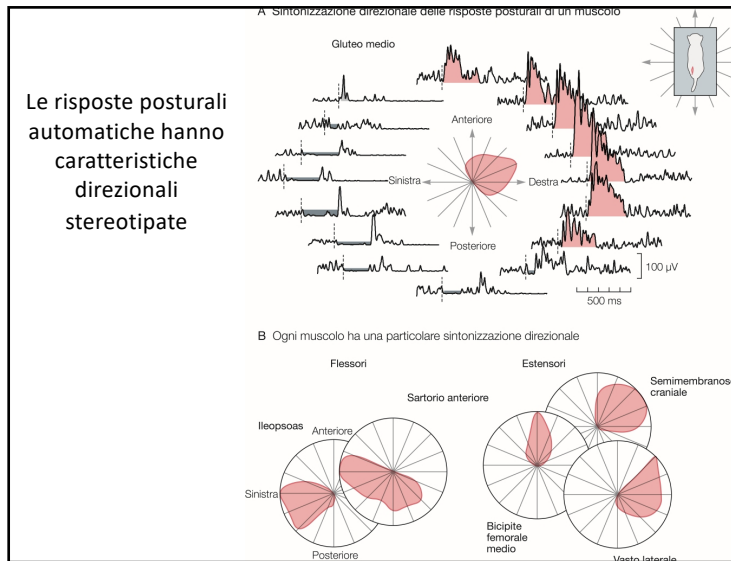 Le risposte posturali
automatiche hanno
caratteristiche
direzionali
stereotipate
A Sintonizzazione direzionale delle risposte posturali di un muscolo
Gluteo medio
Anteriore
Sinistra
Destra
Posteriore
100 µV
500 ms
B Ogni muscolo ha una particolare sintonizzazione direzionale
Flessori
Estensori
Ileopsoas
Anteriore
Sinistra
Posteriore
Sartorio anteriore
Semimembranoso
craniale
Bicipite
femorale
medio
Vasto laterale